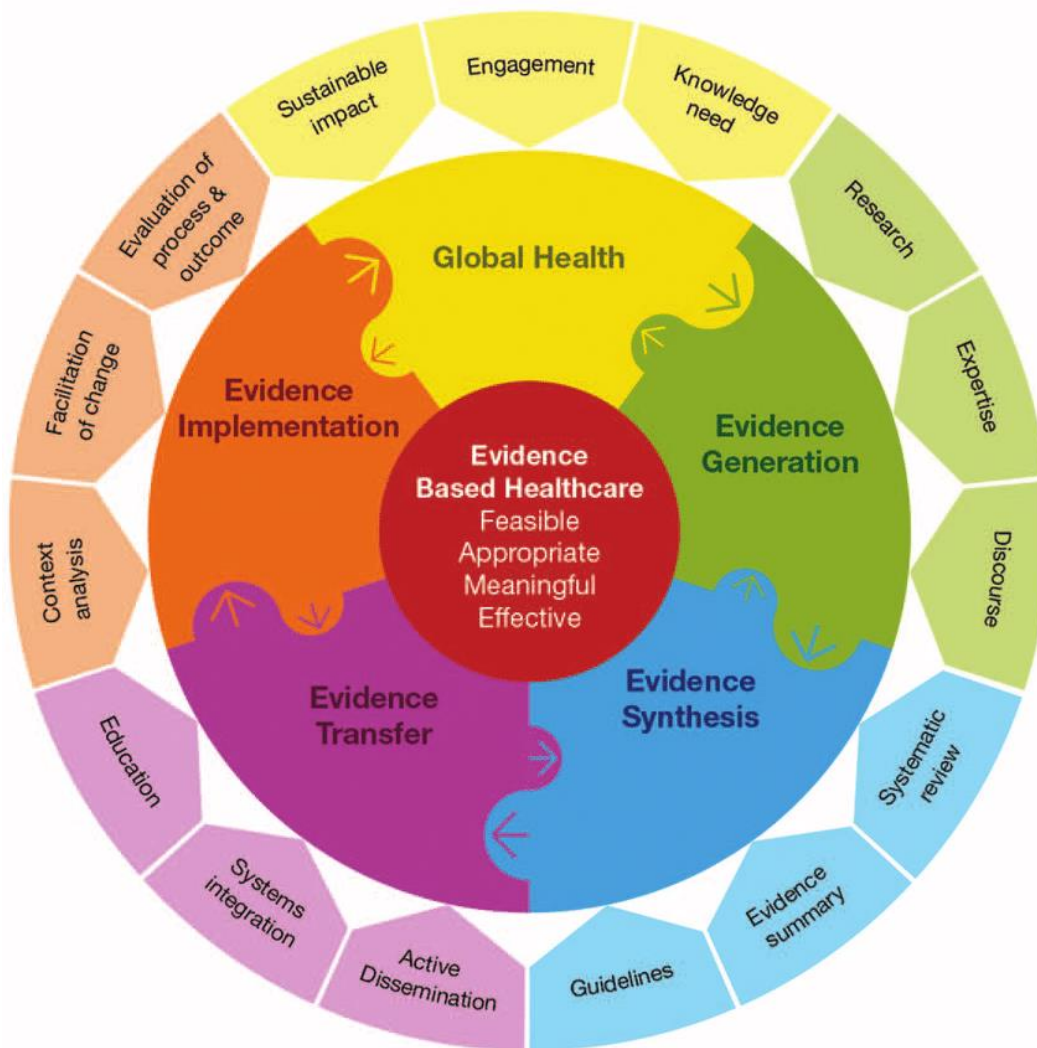 Engagement
Knowledge
need
Research
Expertise
Discourse
Systematic
review
Evidence
summary
Guidelines
Active
Dissemination
Systems
integration
Education
Context
analysis
Facilitation
of change
Evaluation of
process &
outcome
Sustainable
impact
Global Health
Evidence
Generation
Evidence
Synthesis
Evidence
Transfer
Evidence
Implementation
Evidence
Based Healthcare
Feasible
Appropriate
Meaningful
Effective